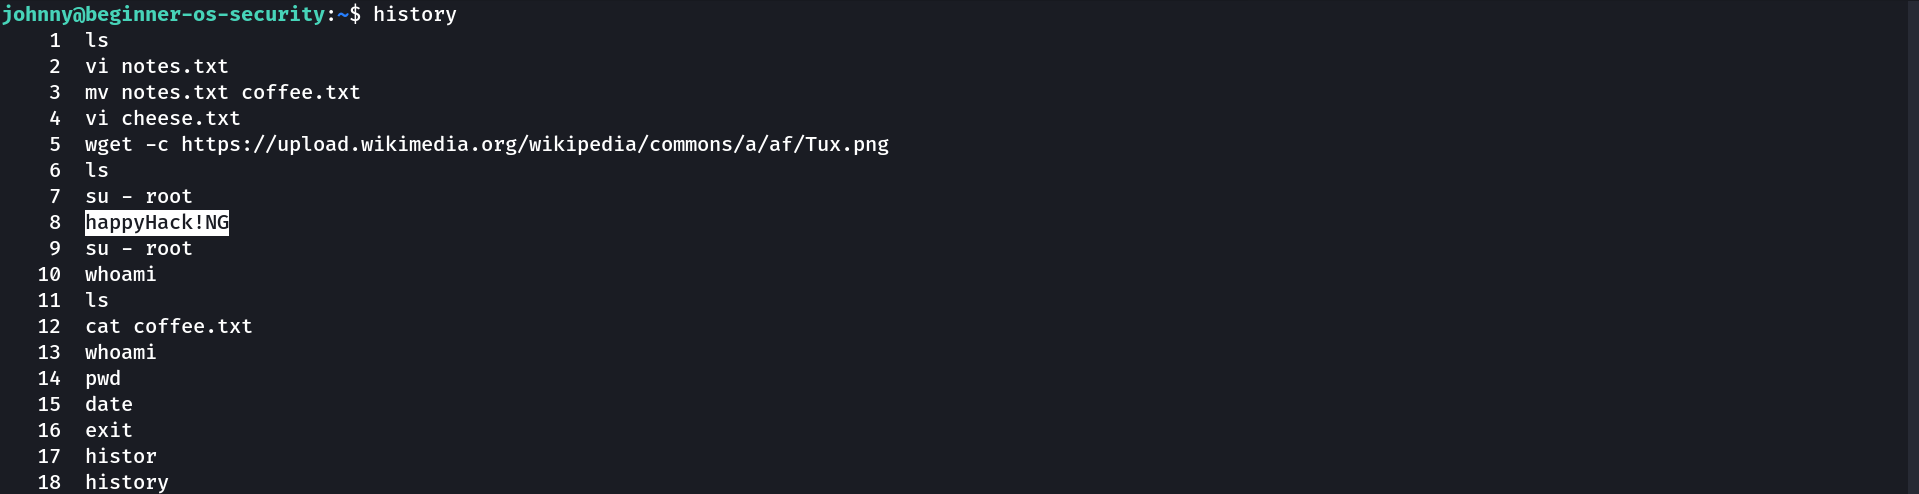 johnny@beginner-os-security:~$ history
1 ls
2 vi notes.txt
3 mv notes.txt coffee.txt
4 vi cheese.txt
5 wget -c https://upload.wikimedia.org/wikipedia/commons/a/af/Tux.png
6 ls
7 su - root
8 happyHack!NG
9 su - root
10 whoami
11 ls
12 cat coffee.txt
13 whoami
14 pwd
15 date
16 exit
17 histor
18 history